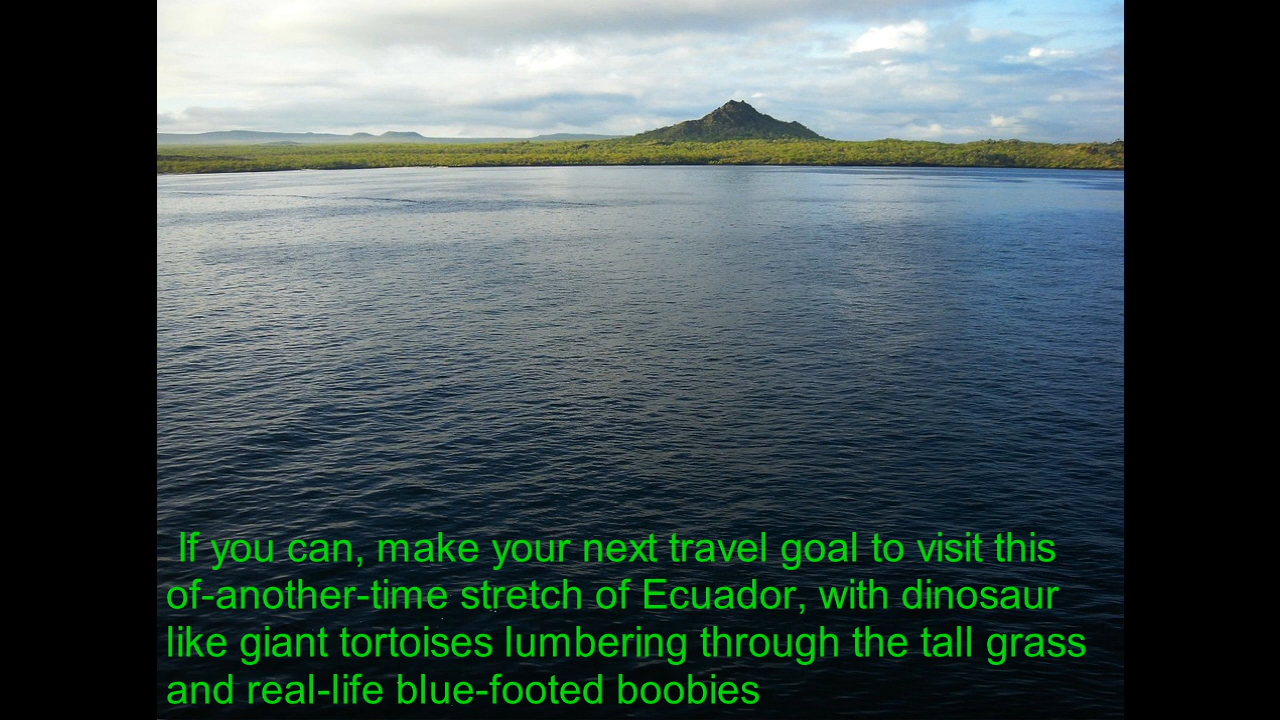 If you can, make your next travel goal to visit this
of-another-time stretch of Ecuador, with dinosaur
like giant tortoises lumbering through the tall grass
and real-life blue-footed boobies